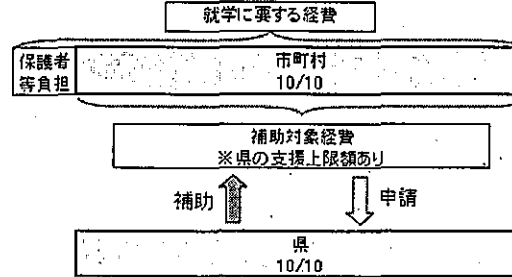 就学に要する経費
保護者
等負担
市町村
10/10
補助対象経費
※県の支援上限額あり
補助
申請
県
10/10